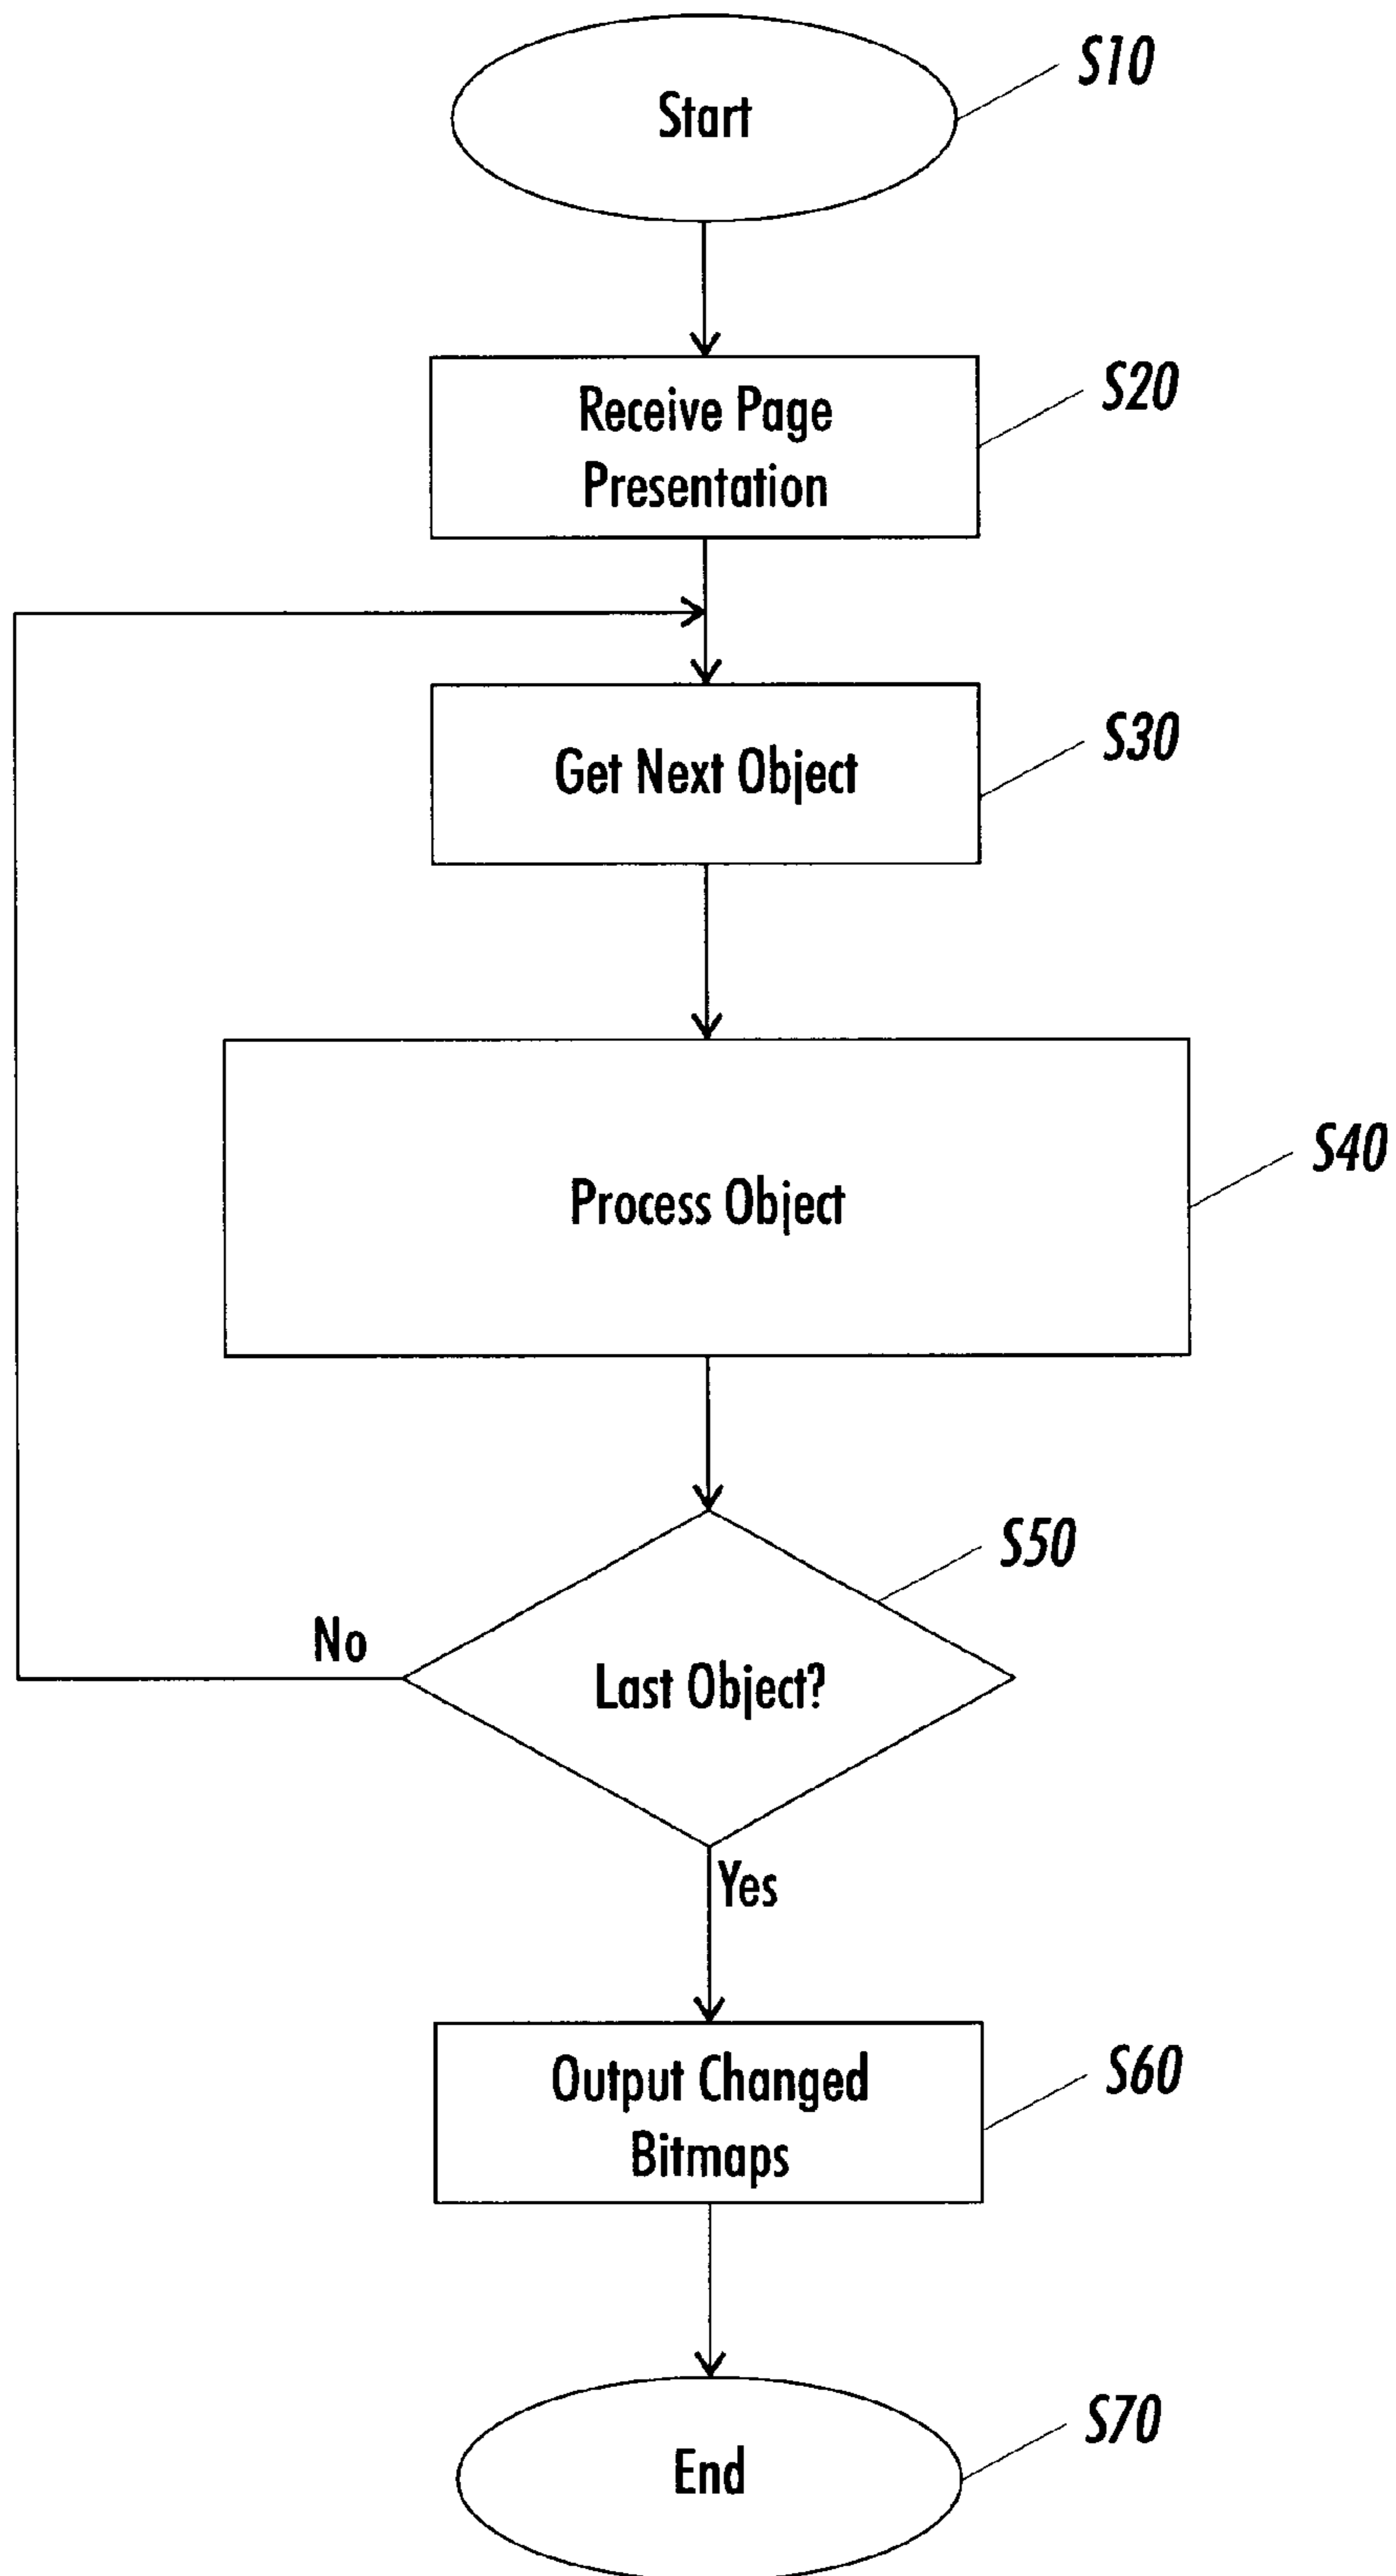 Start
S10
Receive Page
Presentation
S20
Get Next Object
S30
Process Object
S40
S50
No
Last Object?
Yes
Output Changed
Bitmaps
S60
End
S70